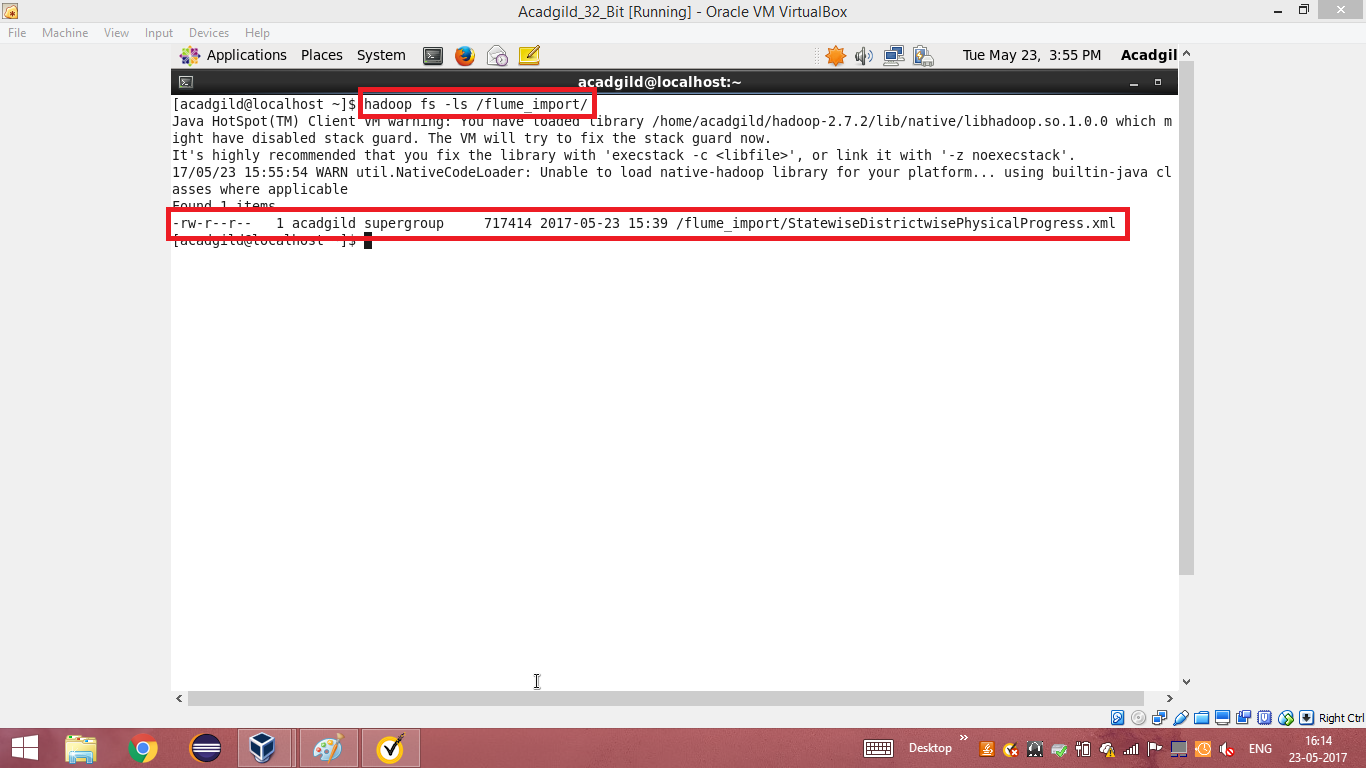 Acadgild_32_Bit [Running] - Oracle VM VirtualBox
File Machine View Input Devices Help
Applications Places System Tue May 23, 3:55 PM Acadgil
acadgild@localhost:~
[acadgild@localhost ~]$ hadoop fs -ls /flume_import/
Java HotSpot(TM) Client VM warning: You have loaded library /home/acadgild/hadoop-2.7.2/lib/native/libhadoop.so.1.0.0 which m
ight have disabled stack guard. The VM will try to fix the stack guard now.
It's highly recommended that you fix the library with 'execstack -c <libfile>', or link it with '-z noexecstack'.
17/05/23 15:55:54 WARN util.NativeCodeLoader: Unable to load native-hadoop library for your platform... using builtin-java cl
asses where applicable
Found 1 items
-rw-r--r-- 1 acadgild supergroup 717414 2017-05-23 15:39 /flume_import/StatewiseDistrictwisePhysicalProgress.xml
[acadgild@localhost ~]$
Right Ctrl
Desktop ENG 16:14
23-05-2017